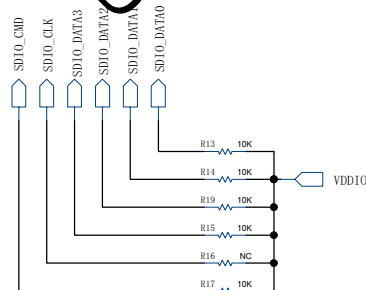 SDIO_CMD
SDIO_CLK
SDIO_DATA3
SDIO_DATA2
SDIO_DATA1
SDIO_DATA0
R13 10K
R14 10K
VDDIO
R19 10K
R15 10K
R16 NC
R17 10K